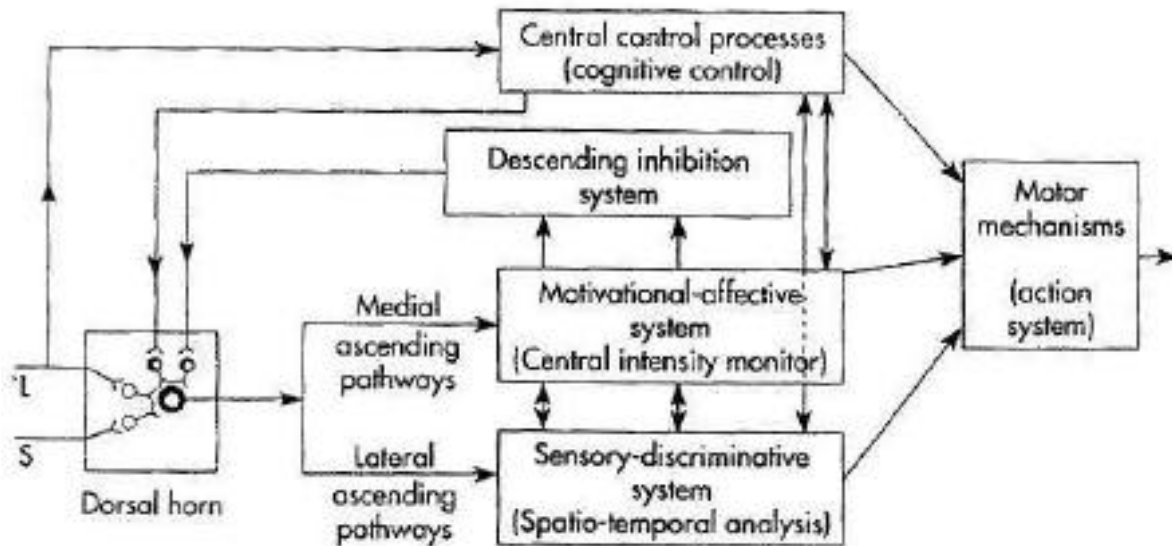 Central control processes
(cognitive control)
Descending inhibition
system
Motor
mechanisms
(action
system)
Medial
ascending
pathways
Motivational-affective
system
(Central intensity monitor)
L
S
Dorsal horn
Lateral
ascending
pathways
Sensory-discriminative
system
(Spatio-temporal analysis)